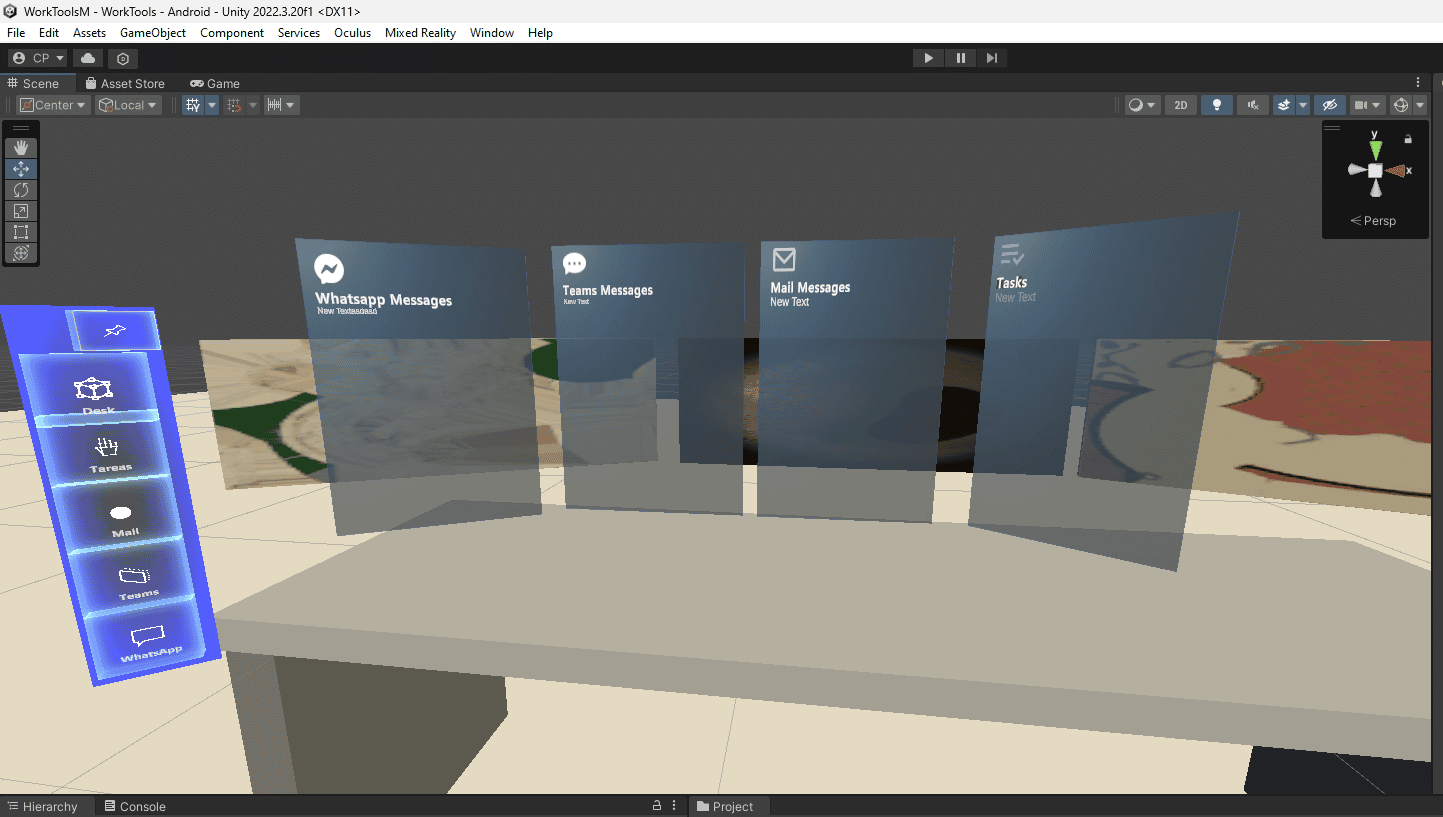 WorkToolsM - WorkTools - Android - Unity 2022.3.20f1 <DX11>
File Edit Assets GameObject Component Services Oculus Mixed Reality Window Help
CP
Scene Asset Store Game
Center Local 2D
y
x
Persp
Whatsapp Messages
New Textasdasd
Teams Messages
New Text
Mail Messages
New Text
Tasks
New Text
Desk
Tareas
Mail
Teams
WhatsApp
Hierarchy Console Project